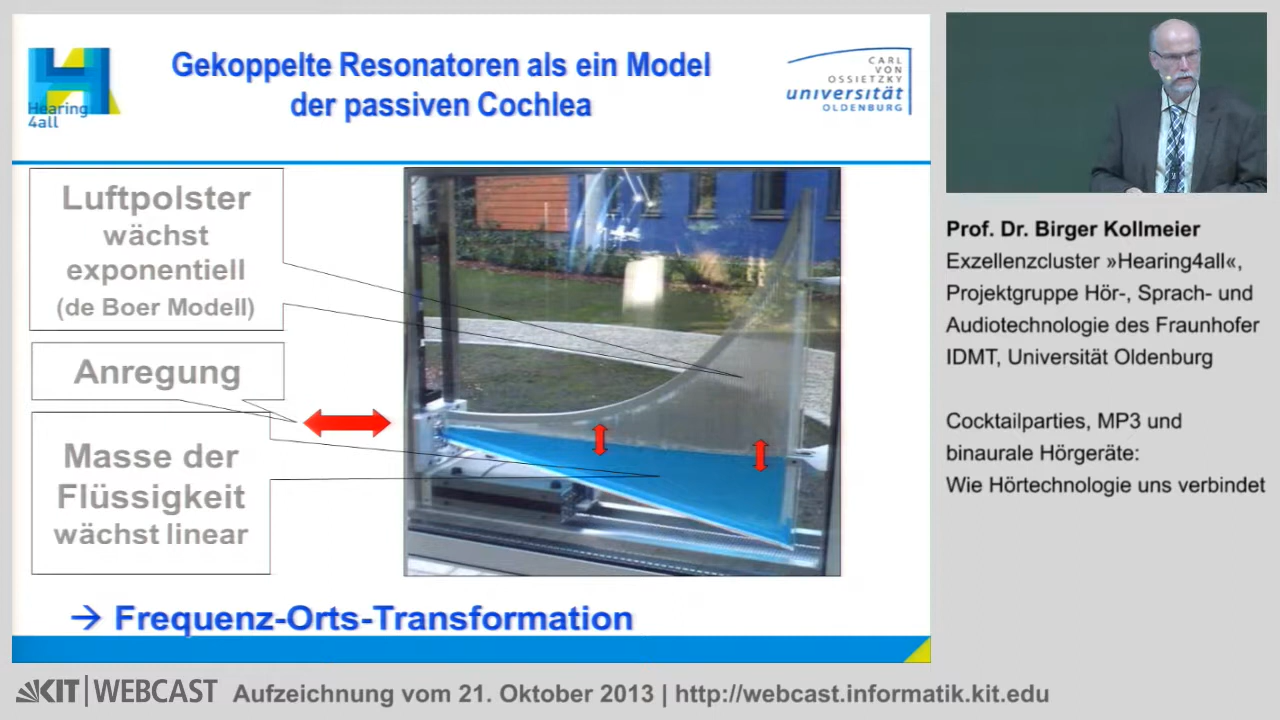 Gekoppelte Resonatoren als ein Model
der passiven Cochlea
Hearing
4all
CARL
VON
OSSIETZKY
universität
OLDENBURG
Luftpolster
wächst
exponentiell
(de Boer Modell)
Anregung
Masse der
Flüssigkeit
wächst linear
→ Frequenz-Orts-Transformation
Prof. Dr. Birger Kollmeier
Exzellenzcluster »Hearing4all«,
Projektgruppe Hör-, Sprach- und
Audiotechnologie des Fraunhofer
IDMT, Universität Oldenburg
Cocktailparties, MP3 und
binaurale Hörgeräte:
Wie Hörtechnologie uns verbindet
KIT | WEBCAST Aufzeichnung vom 21. Oktober 2013 | http://webcast.informatik.kit.edu